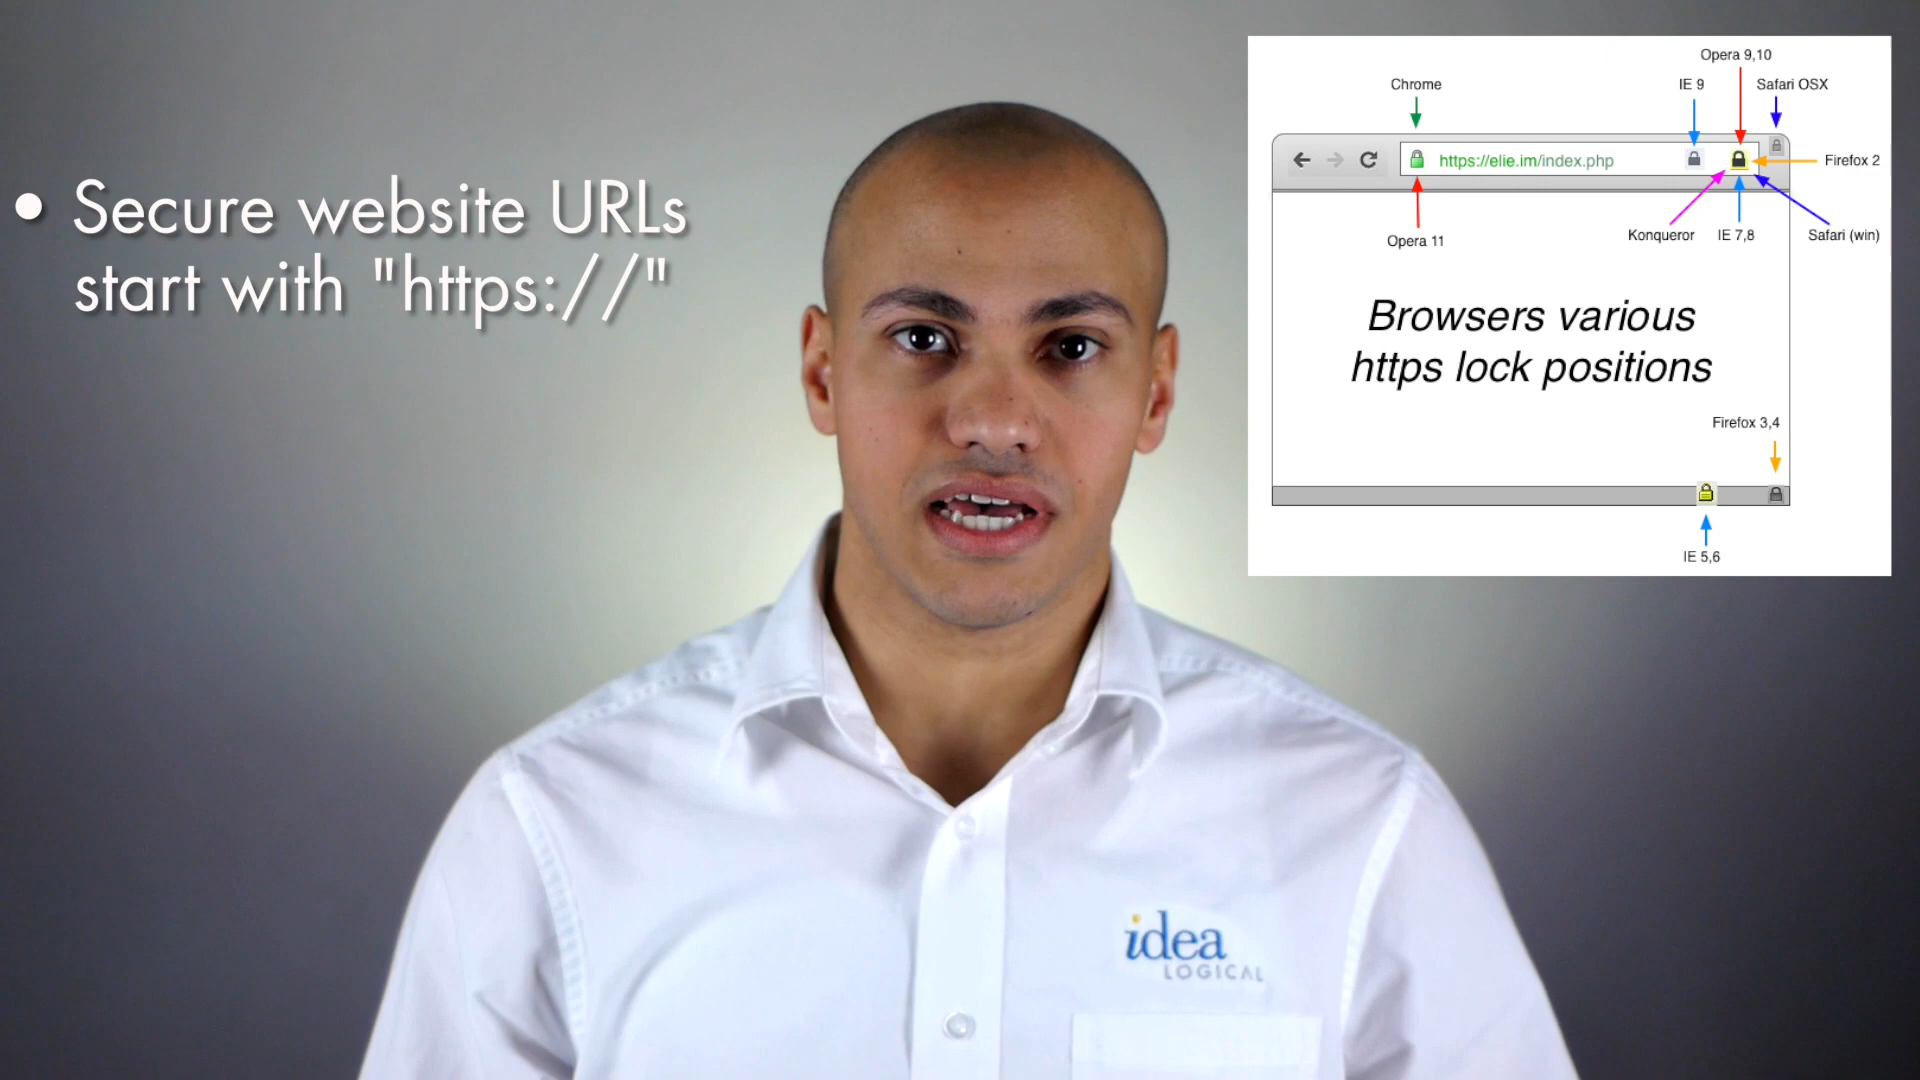 • Secure website URLs
start with "https://"
Opera 9,10
Chrome
IE 9
Safari OSX
https://elie.im/index.php
Firefox 2
Opera 11
Konqueror
IE 7,8
Safari (win)
Browsers various
https lock positions
Firefox 3,4
IE 5,6
idea
LOGICAL